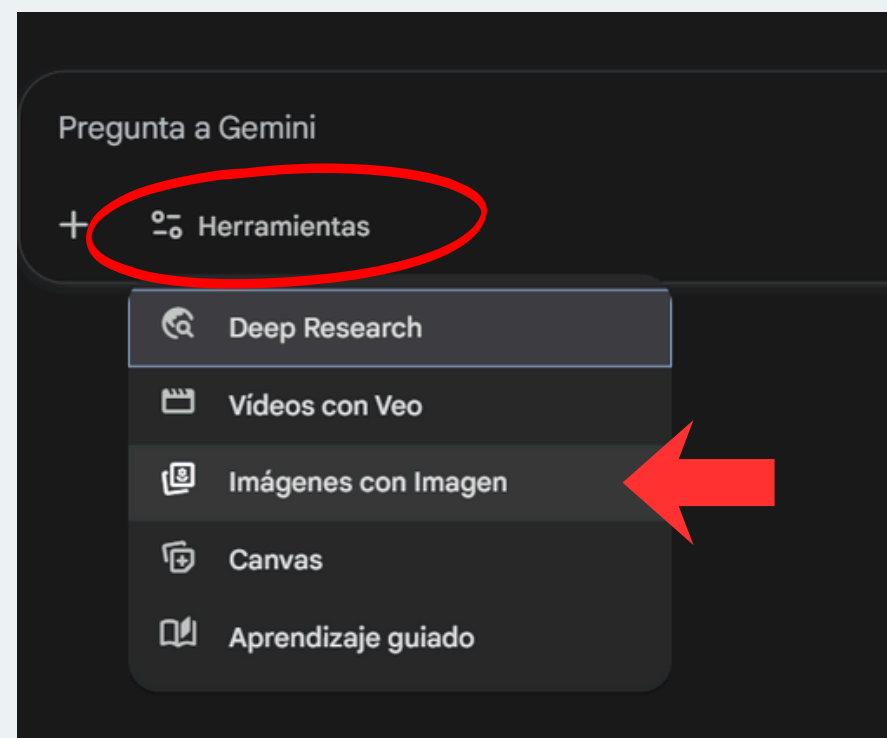 Pregunta a Gemini
Herramientas
Deep Research
Vídeos con Veo
Imágenes con Imagen
Canvas
Aprendizaje guiado